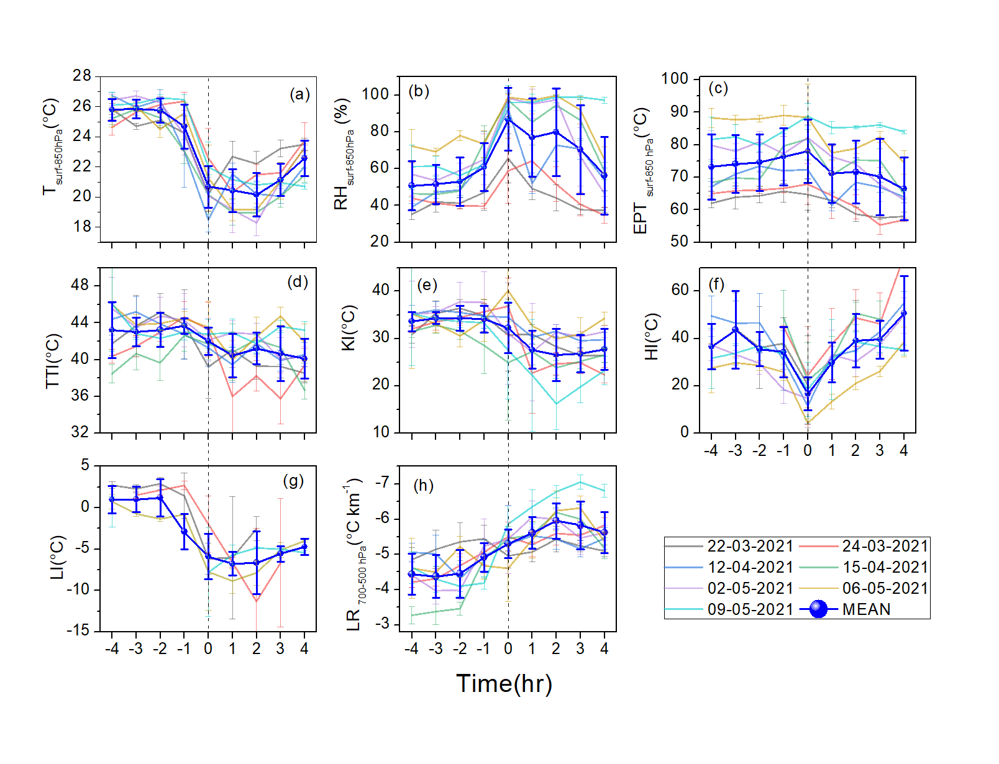 28
26
24
22
20
18
T surf-850hPa (°C)
(a)
100
80
60
40
20
RH surf-850hPa (%)
(b)
100
90
80
70
60
50
EPT surf-850 hPa (°C)
(c)
48
44
40
36
32
TTI(°C)
(d)
40
30
20
10
KI(°C)
(e)
60
40
20
0
HI(°C)
(f)
-4 -3 -2 -1 0 1 2 3 4
5
0
-5
-10
-15
LI(°C)
(g)
-4 -3 -2 -1 0 1 2 3 4
-7
-6
-5
-4
-3
LR 700-500 hPa (°C km-1)
(h)
-4 -3 -2 -1 0 1 2 3 4
22-03-2021 24-03-2021
12-04-2021 15-04-2021
02-05-2021 06-05-2021
09-05-2021 MEAN
Time(hr)